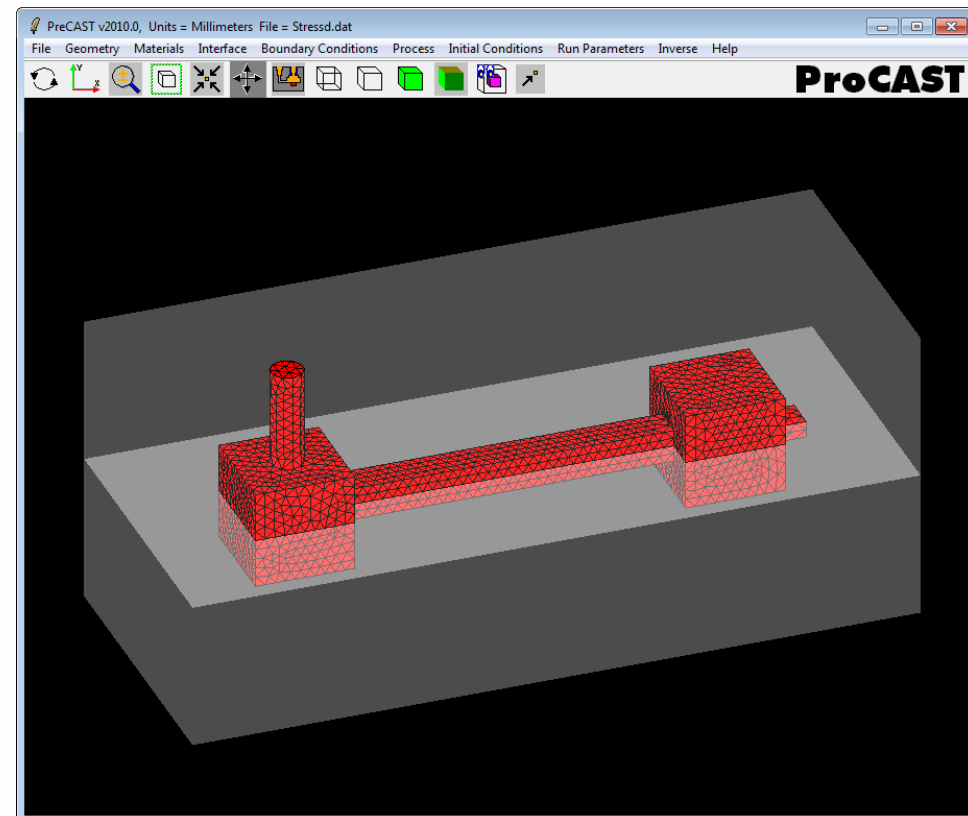 PreCAST v2010.0, Units = Millimeters File = Stressd.dat
File Geometry Materials Interface Boundary Conditions Process Initial Conditions Run Parameters Inverse Help
Y
x
ProCAST